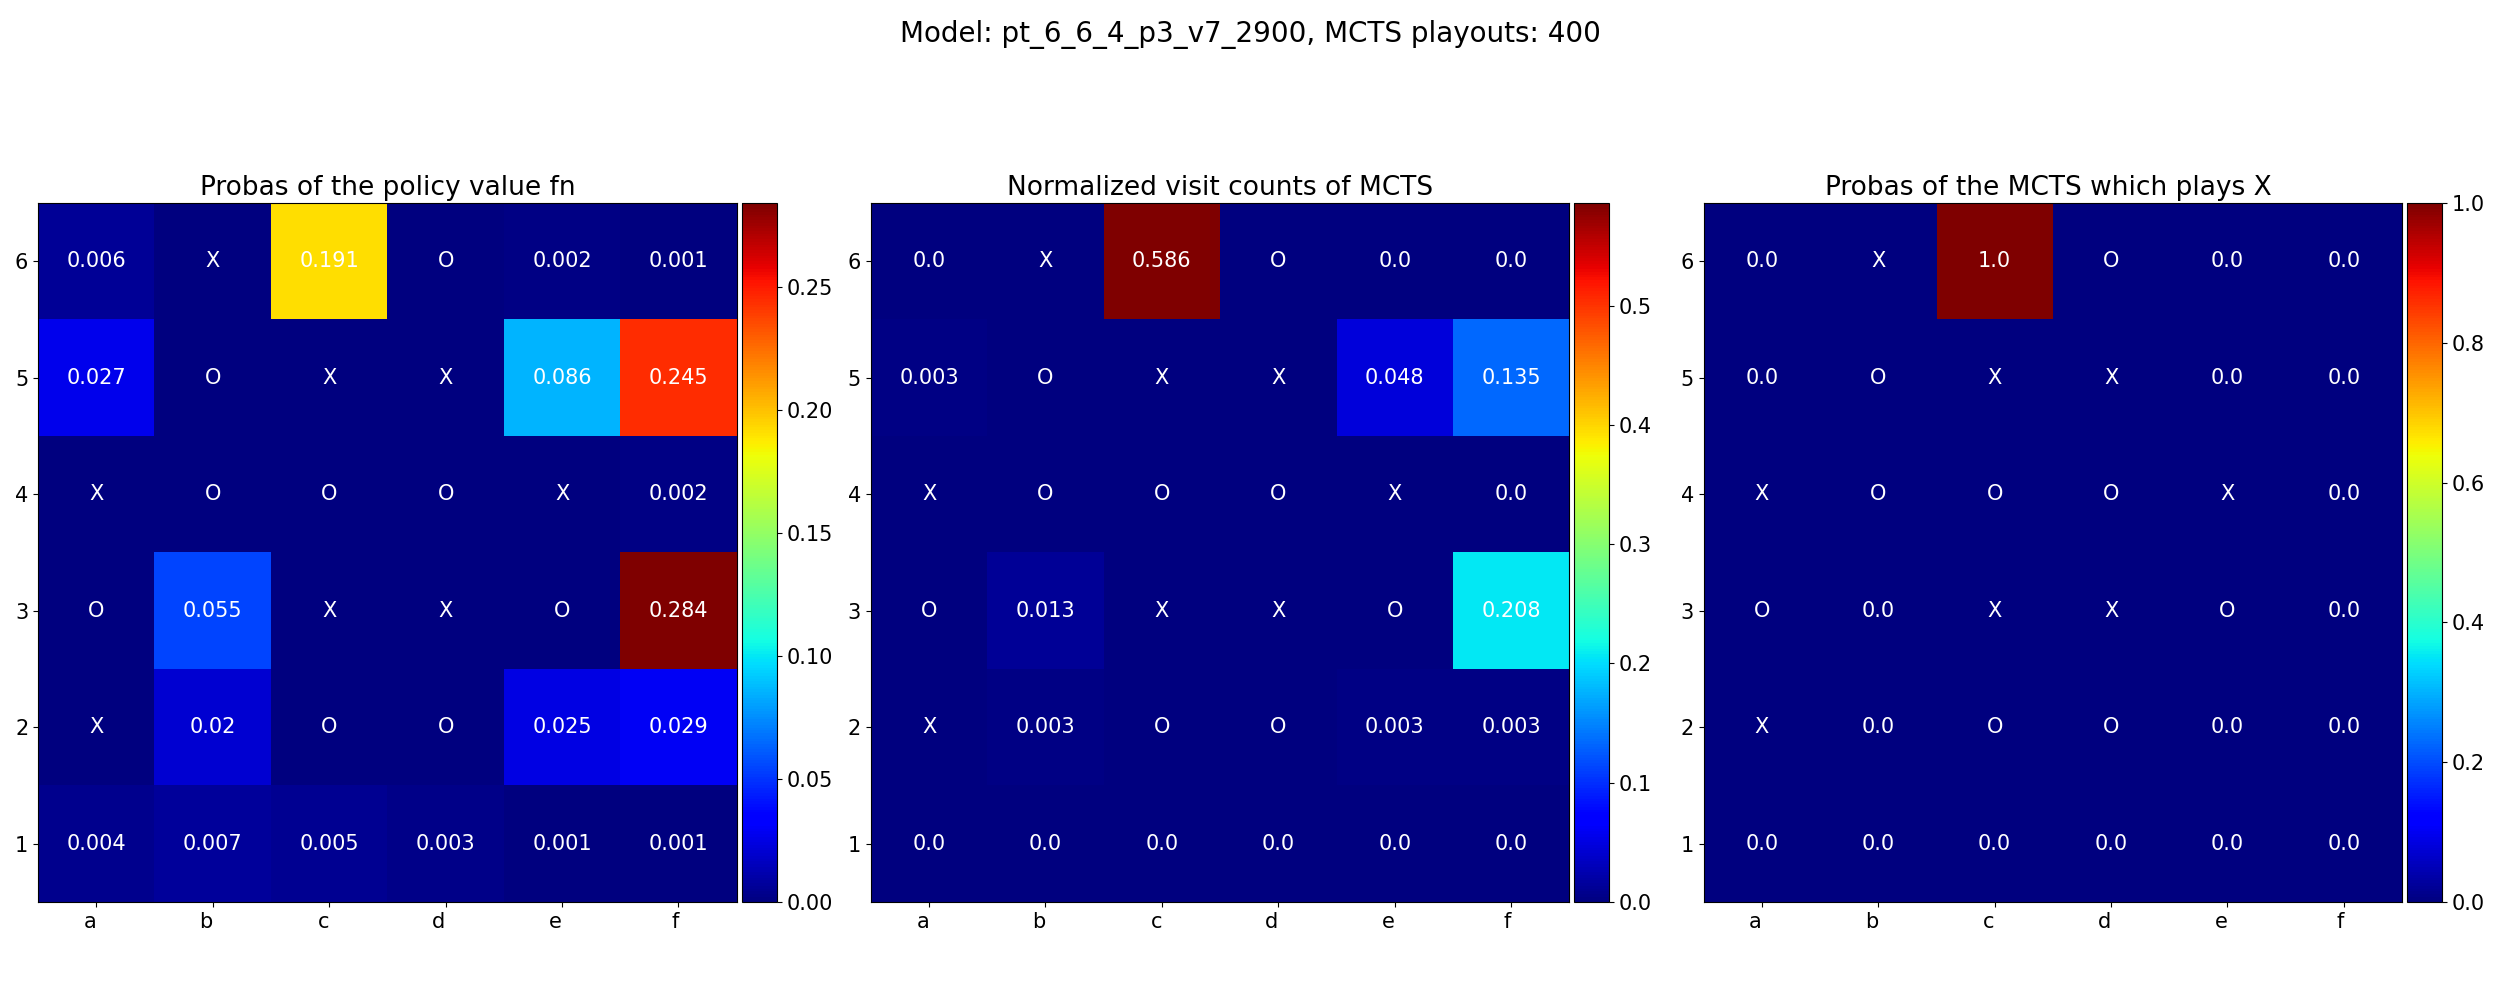 Model: pt_6_6_4_p3_v7_2900, MCTS playouts: 400
Probas of the policy value fn
6 0.006 X 0.191 O 0.002 0.001
5 0.027 O X X 0.086 0.245
4 X O O O X 0.002
3 O 0.055 X X O 0.284
2 X 0.02 O O 0.025 0.029
1 0.004 0.007 0.005 0.003 0.001 0.001
a b c d e f
0.25
0.20
0.15
0.10
0.05
0.00
Normalized visit counts of MCTS
6 0.0 X 0.586 O 0.0 0.0
5 0.003 O X X 0.048 0.135
4 X O O O X 0.0
3 O 0.013 X X O 0.208
2 X 0.003 O O 0.003 0.003
1 0.0 0.0 0.0 0.0 0.0 0.0
a b c d e f
0.5
0.4
0.3
0.2
0.1
0.0
Probas of the MCTS which plays X
6 0.0 X 1.0 O 0.0 0.0
5 0.0 O X X 0.0 0.0
4 X O O O X 0.0
3 O 0.0 X X O 0.0
2 X 0.0 O O 0.0 0.0
1 0.0 0.0 0.0 0.0 0.0 0.0
a b c d e f
1.0
0.8
0.6
0.4
0.2
0.0